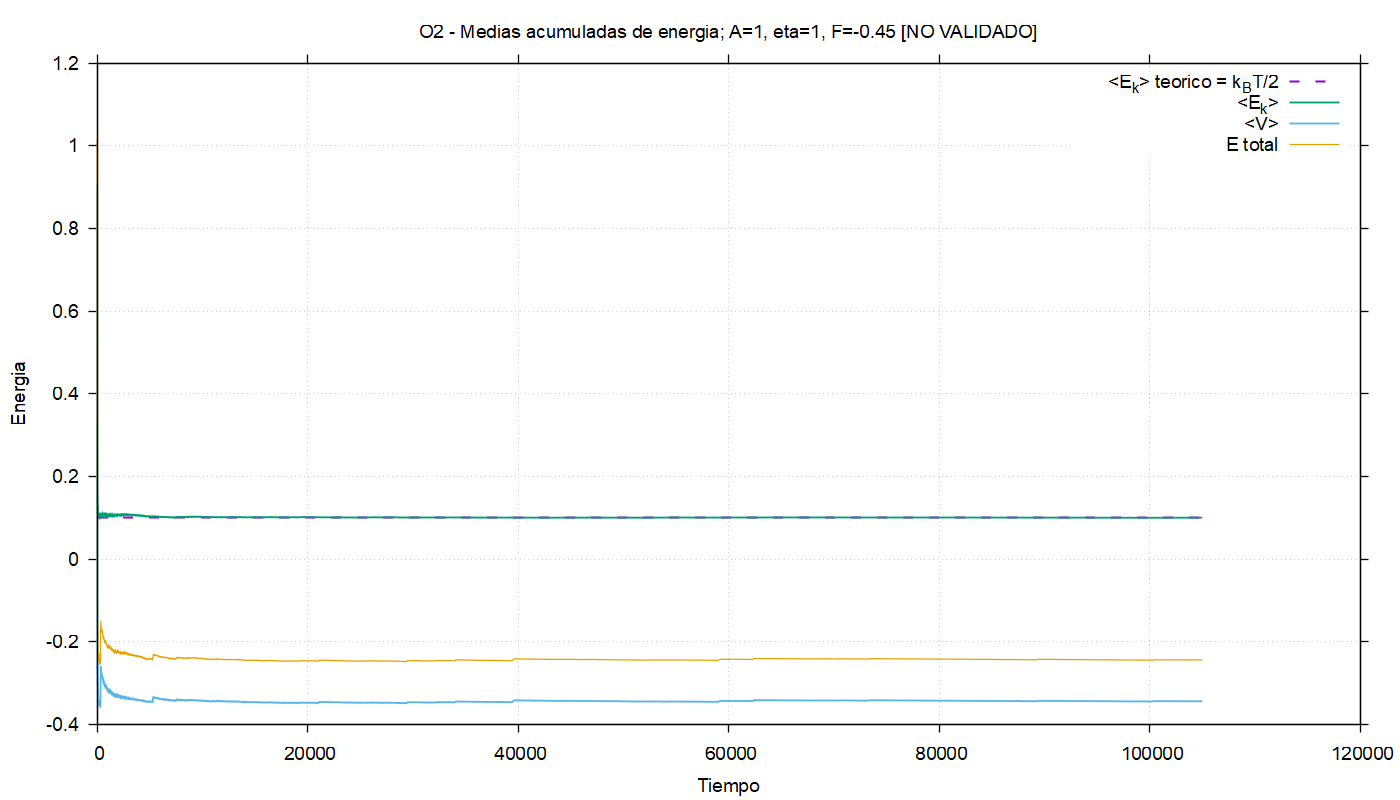 O2 - Medias acumuladas de energia; A=1, eta=1, F=-0.45 [NO VALIDADO]
<E_k> teorico = k_BT/2
<E_k>
<V>
E total
1.2
1
0.8
0.6
0.4
0.2
0
-0.2
-0.4
Energia
0 20000 40000 60000 80000 100000 120000
Tiempo